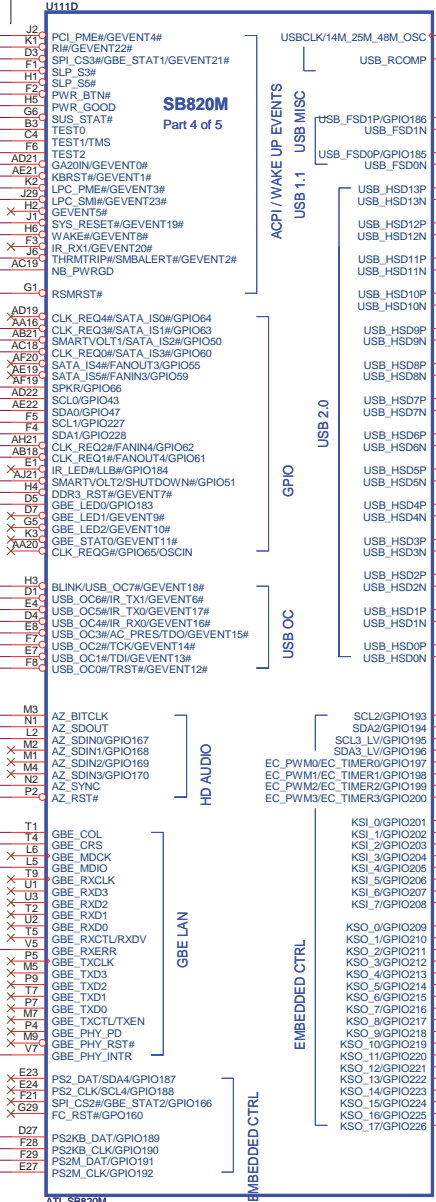 U111D
SB820M
Part 4 of 5
J2 PCI_PME#/GEVENT4#
K1 RI#/GEVENT22#
D3 SPI_CS3#/GBE_STAT1/GEVENT21#
F1 SLP_S3#
H1 SLP_S5#
F2 PWR_BTN#
H5 PWR_GOOD
G6 SUS_STAT#
B3 TEST0
C4 TEST1/TMS
F6 TEST2
AD21 GA20IN/GEVENT0#
AE21 KBRST#/GEVENT1#
K2 LPC_PME#/GEVENT3#
J29 LPC_SMI#/GEVENT23#
H2 GEVENT5#
J1 SYS_RESET#/GEVENT19#
H6 WAKE#/GEVENT8#
F3 IR_RX1/GEVENT20#
J6 THRMTRIP#/SMBALERT#/GEVENT2#
AC19 NB_PWRGD
G1 RSMRST#
ACPI / WAKE UP EVENTS
AD19 CLK_REQ4#/SATA_IS0#/GPIO64
AA16 CLK_REQ3#/SATA_IS1#/GPIO63
AB21 SMARTVOLT1/SATA_IS2#/GPIO50
AC18 CLK_REQ0#/SATA_IS3#/GPIO60
AF20 SATA_IS4#/FANOUT3/GPIO55
AE19 SATA_IS5#/FANIN3/GPIO59
AF19 SPKR/GPIO66
AD22 SCL0/GPIO43
AE22 SDA0/GPIO47
F5 SCL1/GPIO227
F4 SDA1/GPIO228
AH21 CLK_REQ2#/FANIN4/GPIO62
AB18 CLK_REQ1#/FANOUT4/GPIO61
E1 IR_LED#/LLB#/GPIO184
AJ21 SMARTVOLT2/SHUTDOWN#/GPIO51
H4 DDR3_RST#/GEVENT7#
D5 GBE_LED0/GPIO183
D7 GBE_LED1/GEVENT9#
G5 GBE_LED2/GEVENT10#
K3 GBE_STAT0/GEVENT11#
AA20 CLK_REQG#/GPIO65/OSCIN
GPIO
H3 BLINK/USB_OC7#/GEVENT18#
D1 USB_OC6#/IR_TX1/GEVENT6#
E4 USB_OC5#/IR_TX0/GEVENT17#
D4 USB_OC4#/IR_RX0/GEVENT16#
E8 USB_OC3#/AC_PRES/TDO/GEVENT15#
F7 USB_OC2#/TCK/GEVENT14#
E7 USB_OC1#/TDI/GEVENT13#
F8 USB_OC0#/TRST#/GEVENT12#
USB OC
M3 AZ_BITCLK
N1 AZ_SDOUT
L2 AZ_SDIN0/GPIO167
M2 AZ_SDIN1/GPIO168
M1 AZ_SDIN2/GPIO169
M4 AZ_SDIN3/GPIO170
N2 AZ_SYNC
P2 AZ_RST#
HD AUDIO
T1 GBE_COL
T4 GBE_CRS
L6 GBE_MDCK
L5 GBE_MDIO
T9 GBE_RXCLK
U1 GBE_RXD3
U3 GBE_RXD2
T2 GBE_RXD1
U2 GBE_RXD0
T5 GBE_RXCTL/RXDV
V5 GBE_RXERR
P5 GBE_TXCLK
M5 GBE_TXD3
P9 GBE_TXD2
T7 GBE_TXD1
P7 GBE_TXD0
M7 GBE_TXCTL/TXEN
P4 GBE_PHY_PD
M9 GBE_PHY_RST#
V7 GBE_PHY_INTR
GBE LAN
E23 PS2_DAT/SDA4/GPIO187
E24 PS2_CLK/SCL4/GPIO188
F21 SPI_CS2#/GBE_STAT2/GPIO166
G29 FC_RST#/GPO160
D27 PS2KB_DAT/GPIO189
F28 PS2KB_CLK/GPIO190
F29 PS2M_DAT/GPIO191
E27 PS2M_CLK/GPIO192
EMBEDDED CTRL
USBCLK/14M_25M_48M_OSC
USB_RCOMP
USB MISC
USB_FSD1P/GPIO186
USB_FSD1N
USB_FSD0P/GPIO185
USB_FSD0N
USB 1.1
USB_HSD13P
USB_HSD13N
USB_HSD12P
USB_HSD12N
USB_HSD11P
USB_HSD11N
USB_HSD10P
USB_HSD10N
USB_HSD9P
USB_HSD9N
USB_HSD8P
USB_HSD8N
USB_HSD7P
USB_HSD7N
USB_HSD6P
USB_HSD6N
USB_HSD5P
USB_HSD5N
USB_HSD4P
USB_HSD4N
USB_HSD3P
USB_HSD3N
USB_HSD2P
USB_HSD2N
USB_HSD1P
USB_HSD1N
USB_HSD0P
USB_HSD0N
USB 2.0
SCL2/GPIO193
SDA2/GPIO194
SCL3_LV/GPIO195
SDA3_LV/GPIO196
EC_PWM0/EC_TIMER0/GPIO197
EC_PWM1/EC_TIMER1/GPIO198
EC_PWM2/EC_TIMER2/GPIO199
EC_PWM3/EC_TIMER3/GPIO200
KSI_0/GPIO201
KSI_1/GPIO202
KSI_2/GPIO203
KSI_3/GPIO204
KSI_4/GPIO205
KSI_5/GPIO206
KSI_6/GPIO207
KSI_7/GPIO208
KSO_0/GPIO209
KSO_1/GPIO210
KSO_2/GPIO211
KSO_3/GPIO212
KSO_4/GPIO213
KSO_5/GPIO214
KSO_6/GPIO215
KSO_7/GPIO216
KSO_8/GPIO217
KSO_9/GPIO218
KSO_10/GPIO219
KSO_11/GPIO220
KSO_12/GPIO221
KSO_13/GPIO222
KSO_14/GPIO223
KSO_15/GPIO224
KSO_16/GPIO225
KSO_17/GPIO226
EMBEDDED CTRL
ATI_SB820M